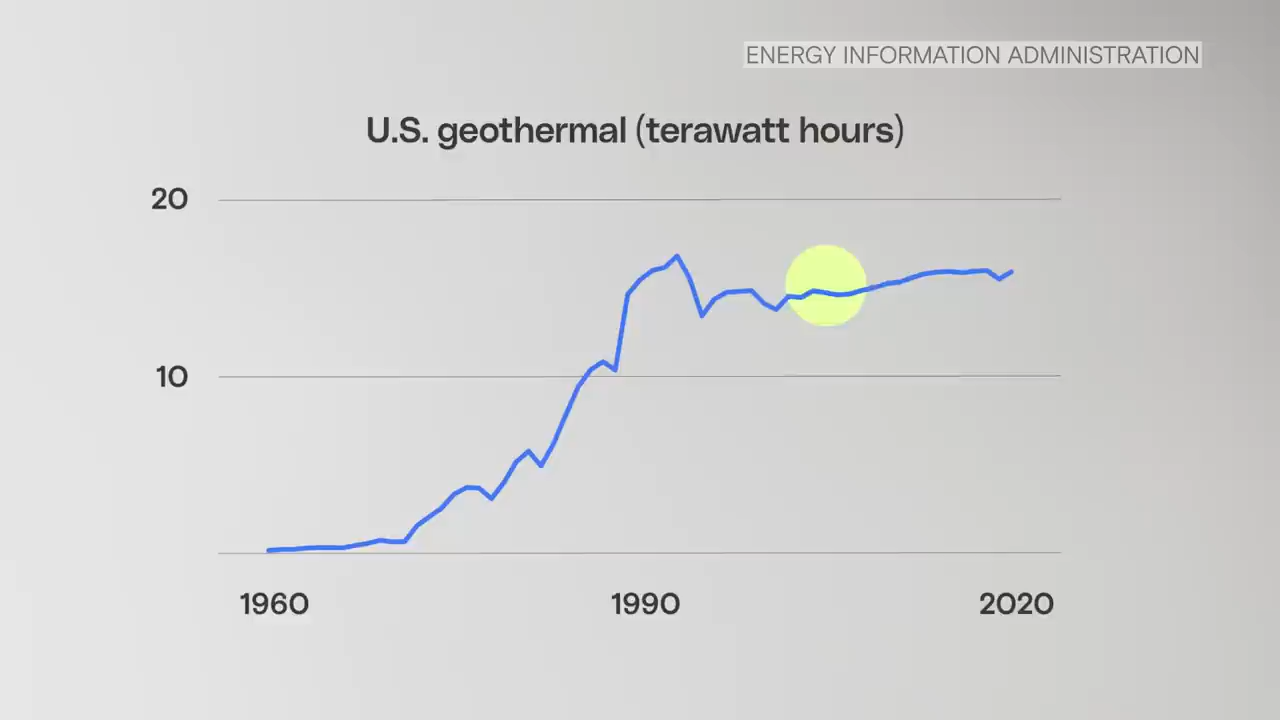 ENERGY INFORMATION ADMINISTRATION
U.S. geothermal (terawatt hours)
20
10
1960 1990 2020